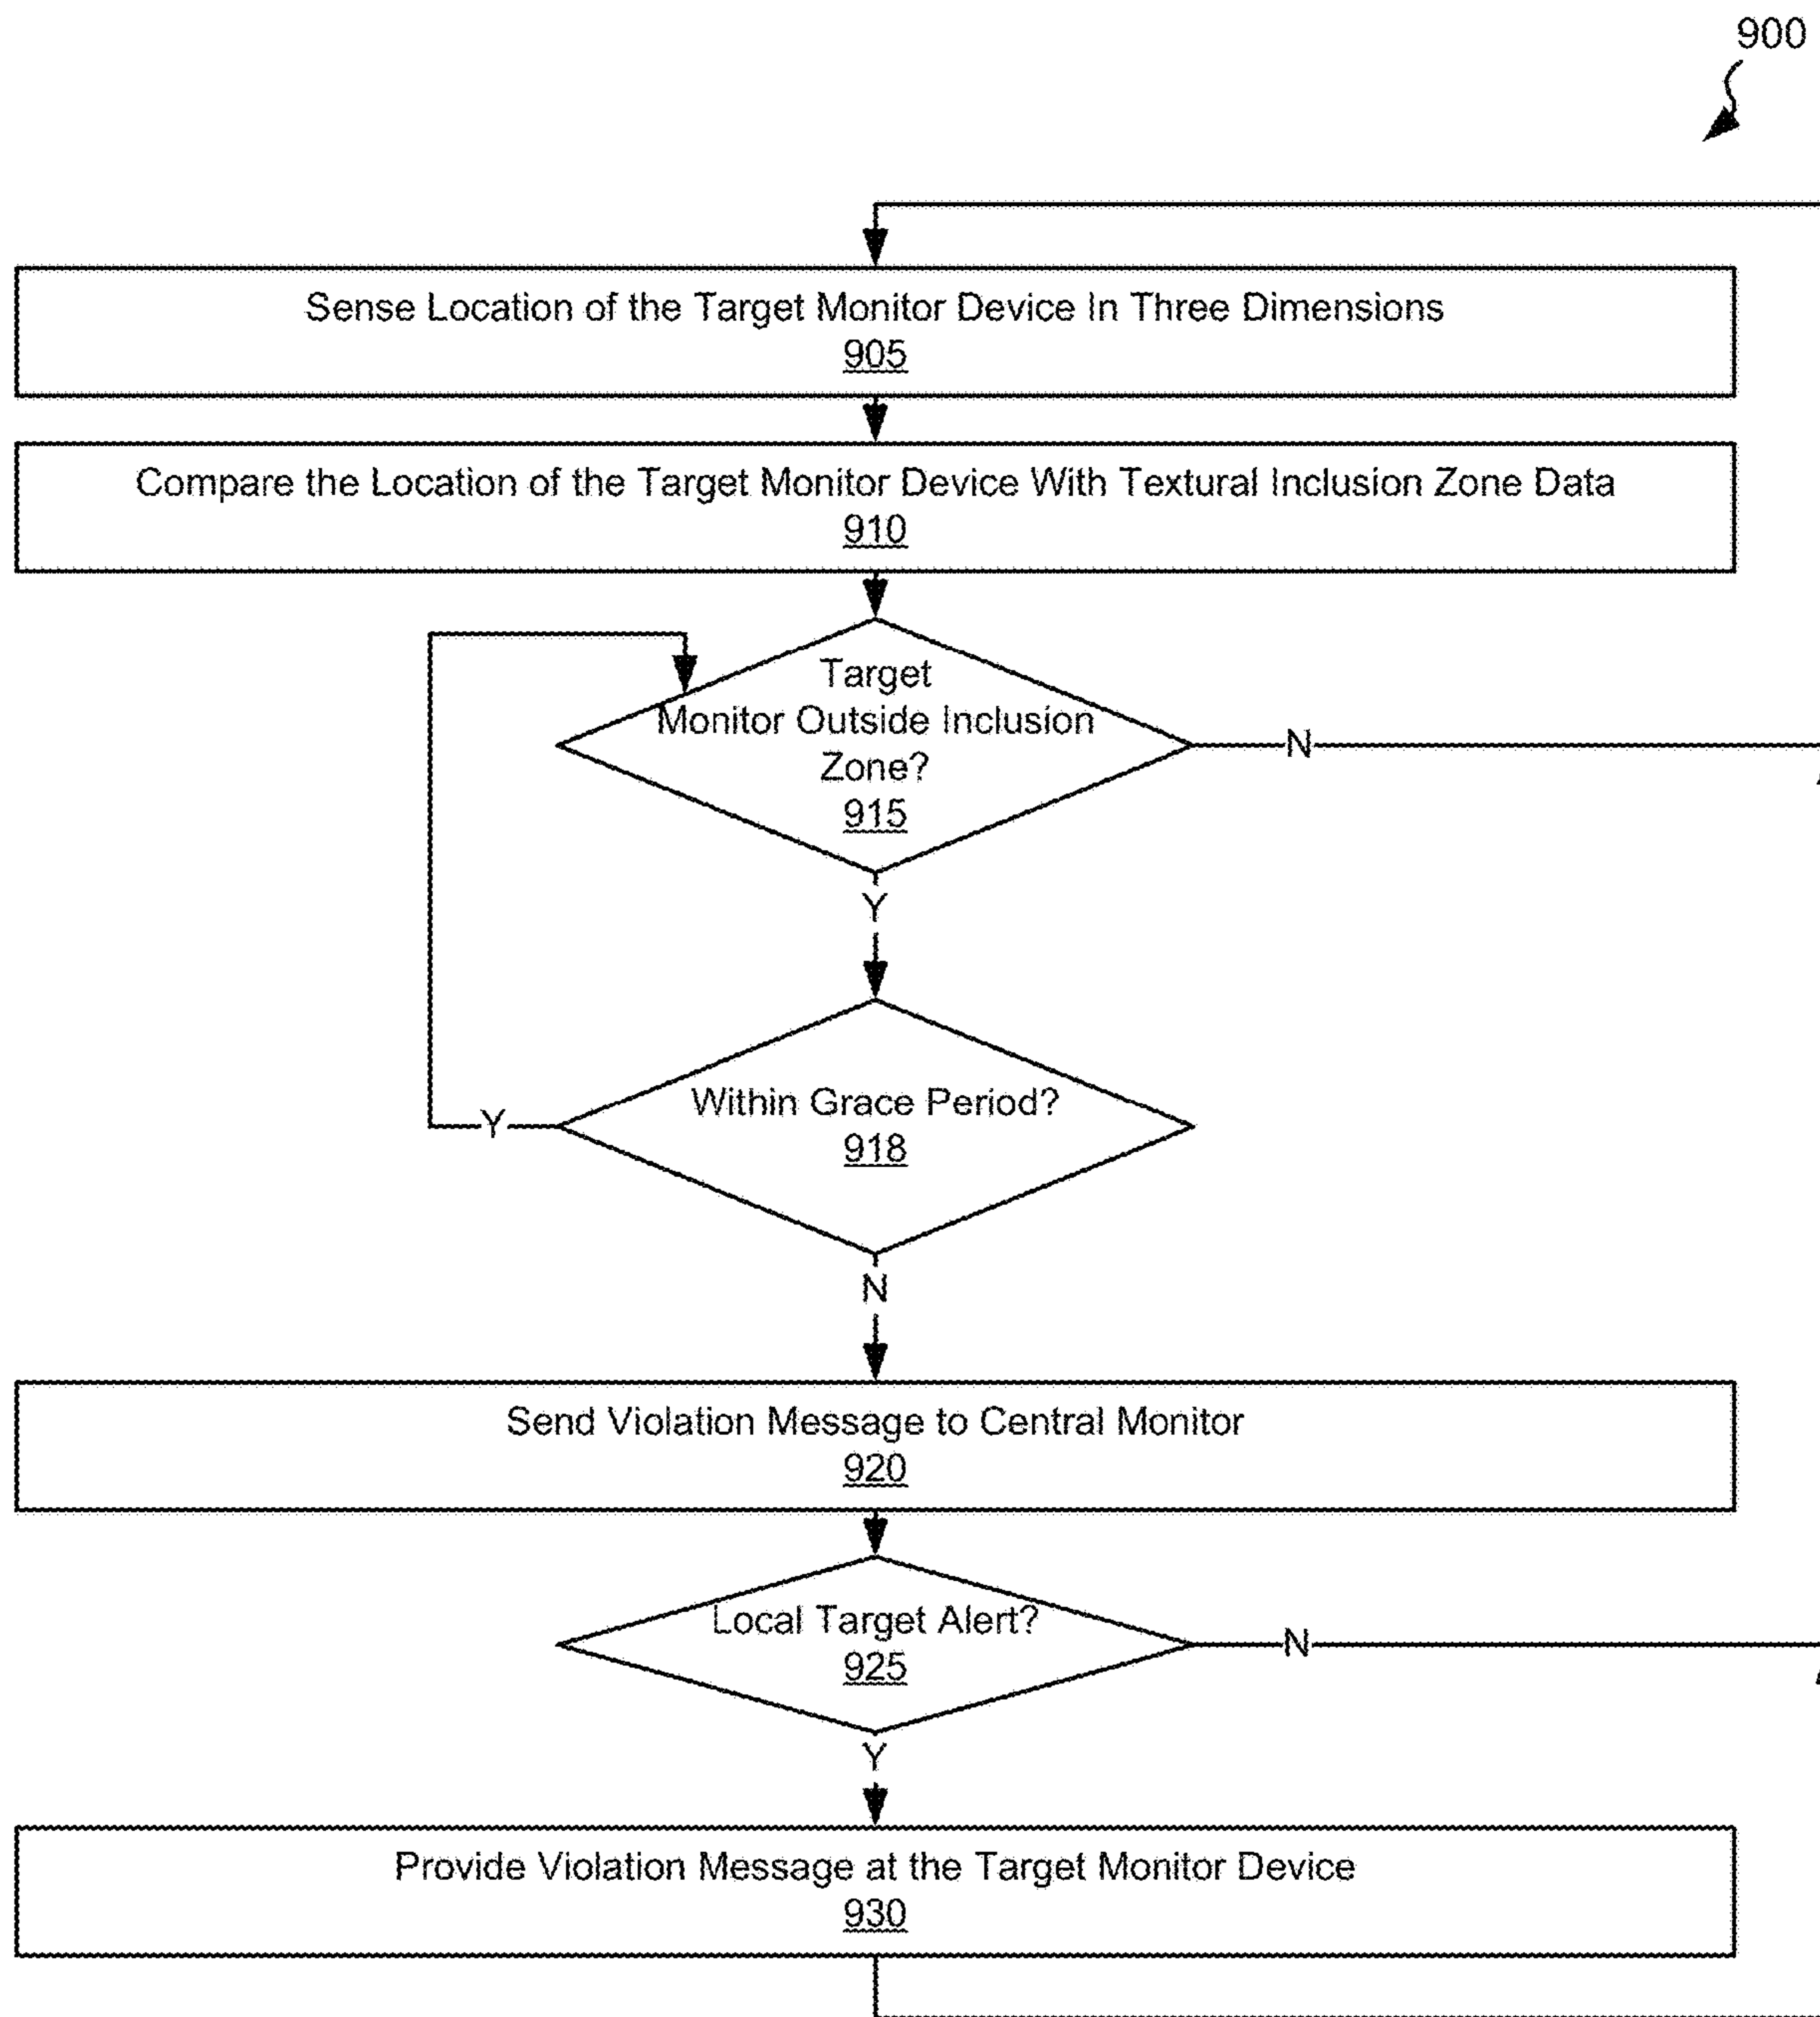 900
Sense Location of the Target Monitor Device In Three Dimensions
905
Compare the Location of the Target Monitor Device With Textural Inclusion Zone Data
910
Target
Monitor Outside Inclusion
Zone?
915
N
Y
Within Grace Period?
918
Y
N
Send Violation Message to Central Monitor
920
Local Target Alert?
925
N
Y
Provide Violation Message at the Target Monitor Device
930